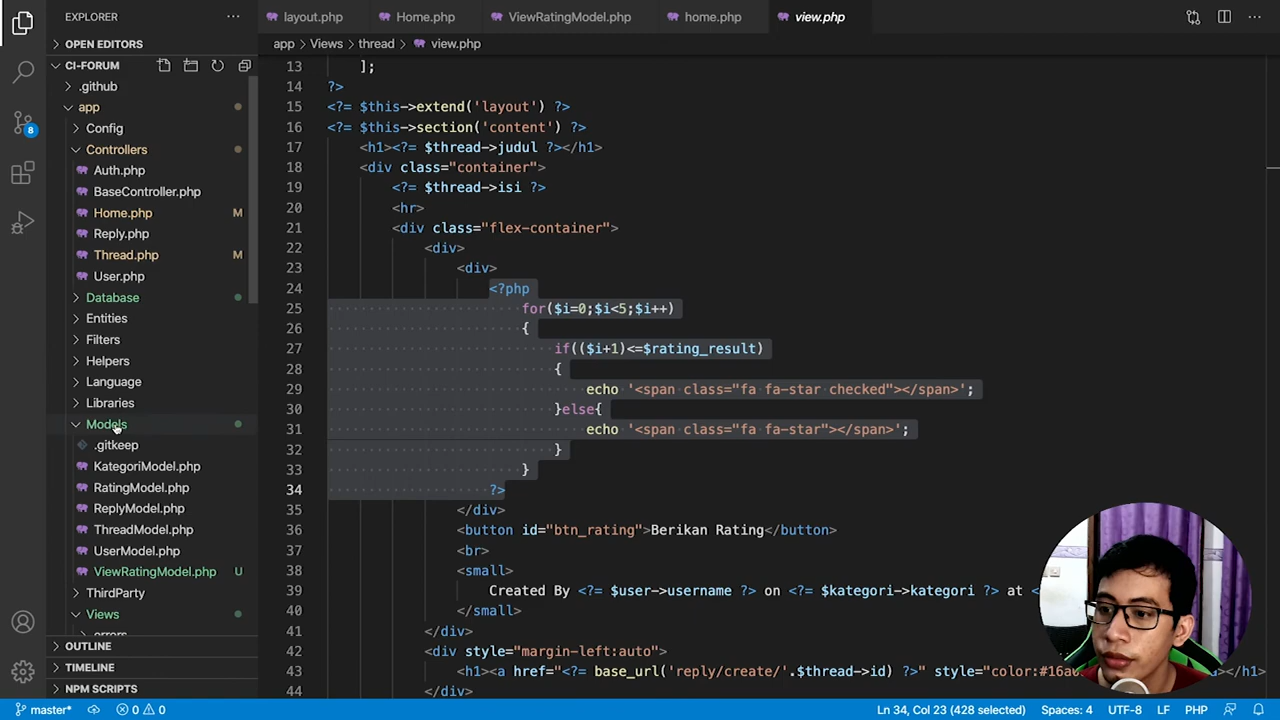 EXPLORER
layout.php
Home.php
ViewRatingModel.php
home.php
view.php
OPEN EDITORS
app > Views > thread > view.php
CI-FORUM
.github
app
Config
Controllers
Auth.php
BaseController.php
Home.php M
Reply.php
Thread.php M
User.php
Database
Entities
Filters
Helpers
Language
Libraries
Models
.gitkeep
KategoriModel.php
RatingModel.php
ReplyModel.php
ThreadModel.php
UserModel.php
ViewRatingModel.php U
ThirdParty
Views
errors
OUTLINE
TIMELINE
NPM SCRIPTS
8
13 ];
14 ?>
15 <?= $this->extend('layout') ?>
16 <?= $this->section('content') ?>
17 <h1><?= $thread->judul ?></h1>
18 <div class="container">
19 <?= $thread->isi ?>
20 <hr>
21 <div class="flex-container">
22 <div>
23 <div>
24 <?php
25 for($i=0;$i<5;$i++)
26 {
27 if(($i+1)<=$rating_result)
28 {
29 echo '<span class="fa fa-star checked"></span>';
30 }else{
31 echo '<span class="fa fa-star"></span>';
32 }
33 }
34 ?>
35 </div>
36 <button id="btn_rating">Berikan Rating</button>
37 <br>
38 <small>
39 Created By <?= $user->username ?> on <?= $kategori->kategori ?> at <
40 </small>
41 </div>
42 <div style="margin-left:auto">
43 <h1><a href="<?= base_url('reply/create/'.$thread->id) ?>" style="color:#16a ></h1>
44 </div>
master*
0 0
Ln 34, Col 23 (428 selected)
Spaces: 4
UTF-8
LF
PHP